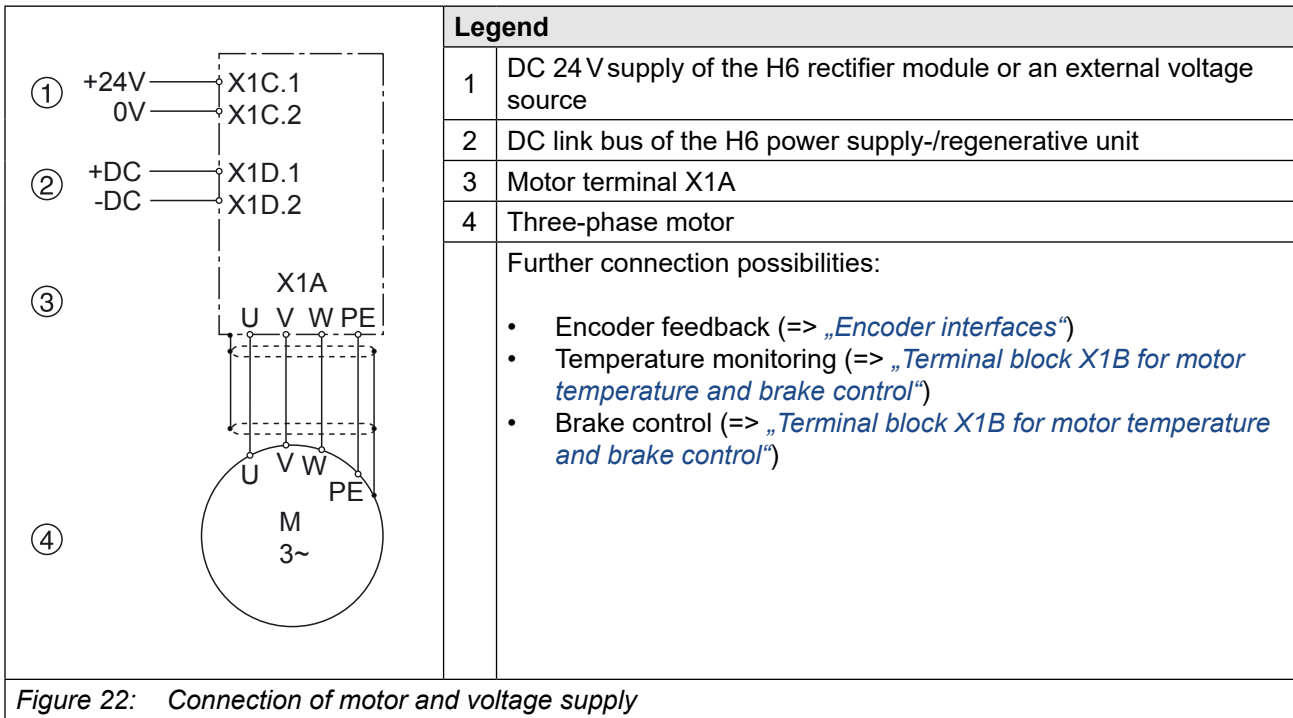 ① +24V X1C.1
0V X1C.2
② +DC X1D.1
-DC X1D.2
③ X1A
U V W PE
U V W PE
④ M
3~
Legend
1 DC 24 V supply of the H6 rectifier module or an external voltage
source
2 DC link bus of the H6 power supply-/regenerative unit
3 Motor terminal X1A
4 Three-phase motor
Further connection possibilities:
• Encoder feedback (=> „Encoder interfaces“)
• Temperature monitoring (=> „Terminal block X1B for motor
temperature and brake control“)
• Brake control (=> „Terminal block X1B for motor temperature
and brake control“)
Figure 22: Connection of motor and voltage supply